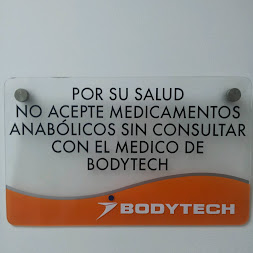 POR SU SALUD
NO ACEPTE MEDICAMENTOS
ANABÓLICOS SIN CONSULTAR
CON EL MEDICO DE
BODYTECH
BODYTECH